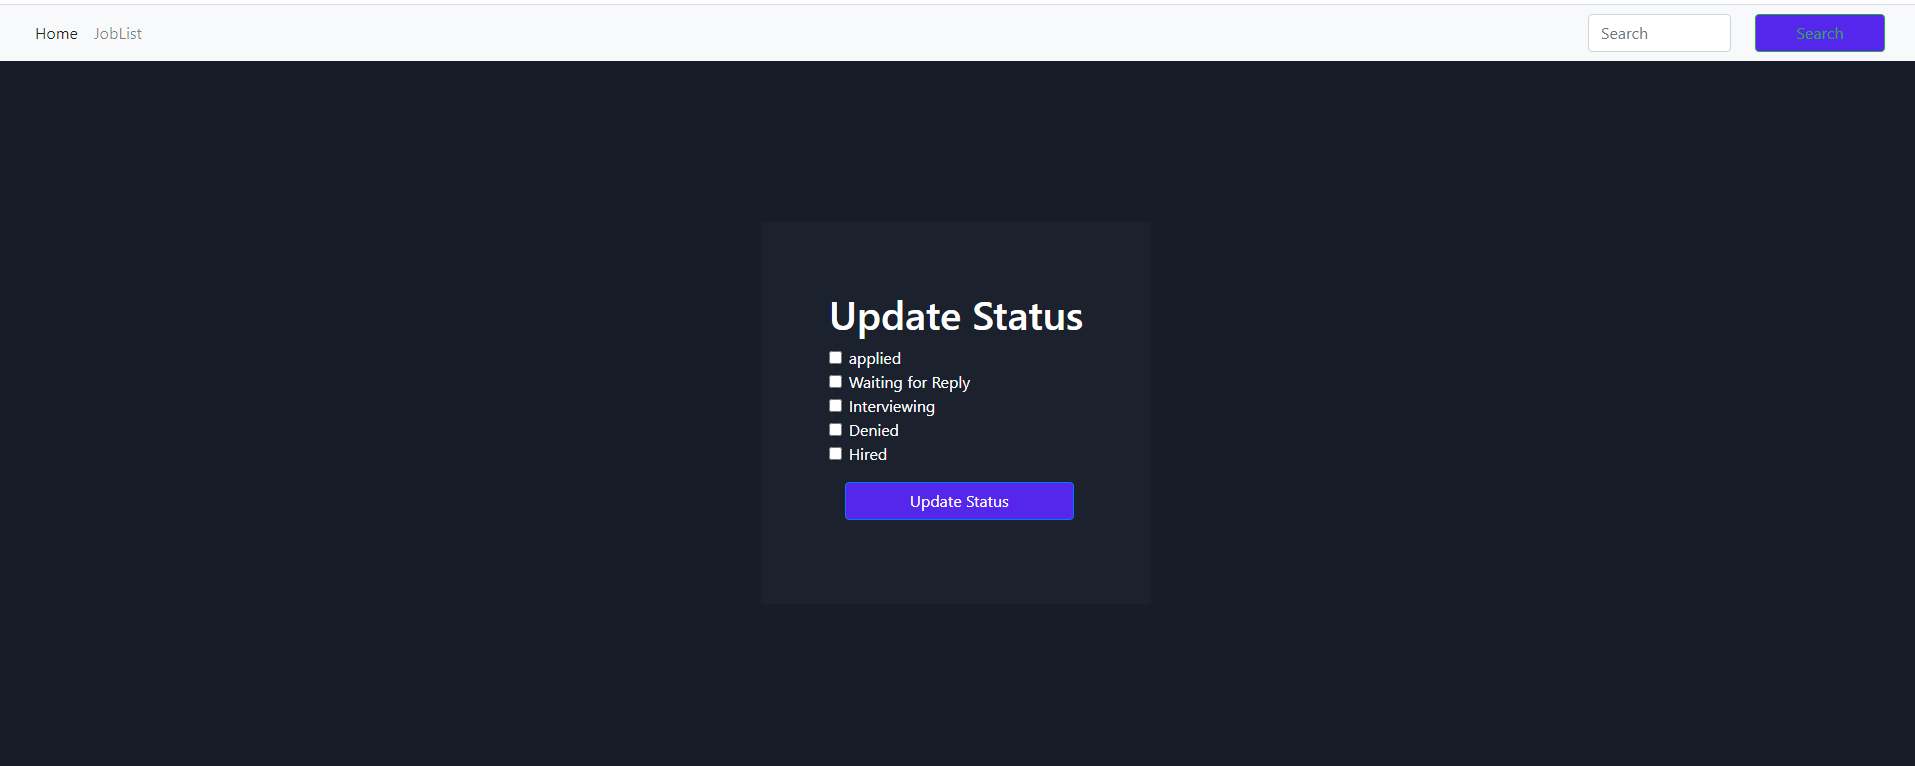 Home JobList Search Search
Update Status
applied
Waiting for Reply
Interviewing
Denied
Hired
Update Status